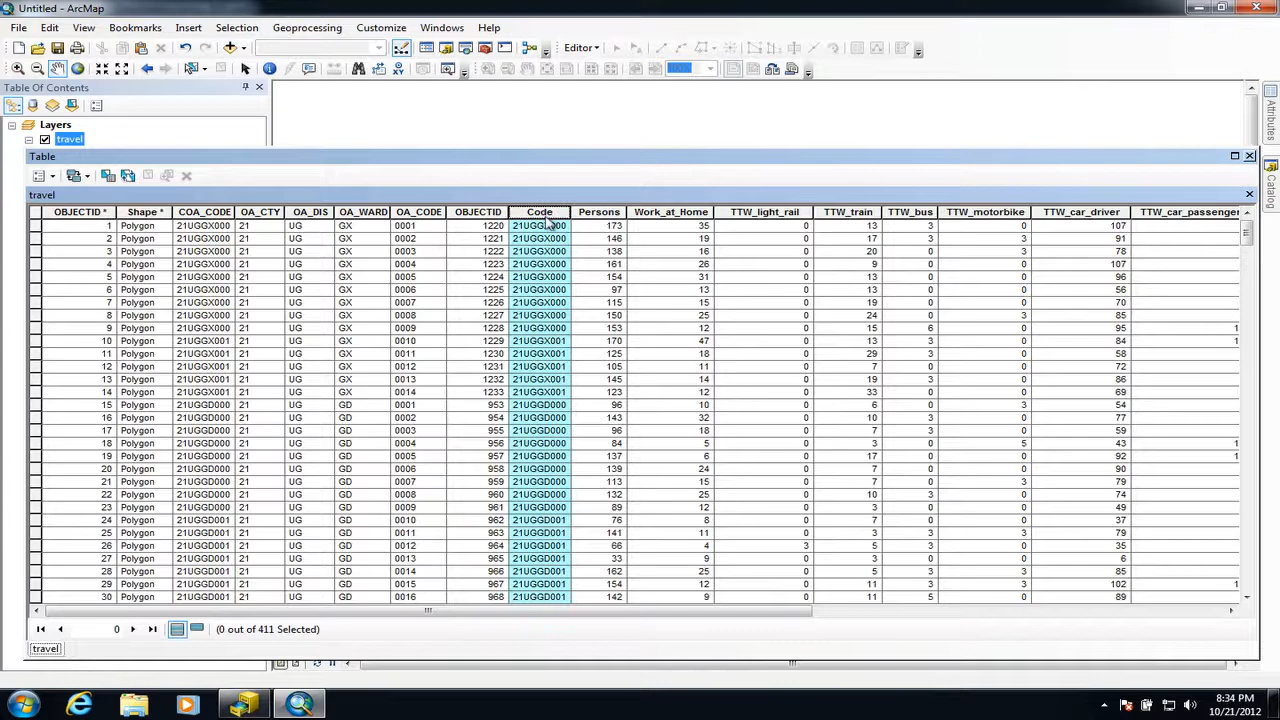 Untitled - ArcMap
File Edit View Bookmarks Insert Selection Geoprocessing Customize Windows Help
Editor
Table Of Contents
Layers
travel
Table
travel
OBJECTID * Shape * COA_CODE OA_CTY OA_DIS OA_WARD OA_CODE OBJECTID Code Persons Work_at_Home TTW_light_rail TTW_train TTW_bus TTW_motorbike TTW_car_driver TTW_car_passenger
1 Polygon 21UGGX000 21 UG GX 0001 1220 21UGGX000 173 35 0 13 3 0 107
2 Polygon 21UGGX000 21 UG GX 0002 1221 21UGGX000 146 19 0 17 3 3 91
3 Polygon 21UGGX000 21 UG GX 0003 1222 21UGGX000 138 16 0 20 0 3 78
4 Polygon 21UGGX000 21 UG GX 0004 1223 21UGGX000 161 26 0 9 0 0 107
5 Polygon 21UGGX000 21 UG GX 0005 1224 21UGGX000 154 31 0 13 0 0 96
6 Polygon 21UGGX000 21 UG GX 0006 1225 21UGGX000 97 13 0 13 0 0 56
7 Polygon 21UGGX000 21 UG GX 0007 1226 21UGGX000 115 15 0 19 0 0 70
8 Polygon 21UGGX000 21 UG GX 0008 1227 21UGGX000 150 25 0 24 0 3 85
9 Polygon 21UGGX000 21 UG GX 0009 1228 21UGGX000 153 12 0 15 6 0 95 1
10 Polygon 21UGGX001 21 UG GX 0010 1229 21UGGX001 170 47 0 13 3 0 84 1
11 Polygon 21UGGX001 21 UG GX 0011 1230 21UGGX001 125 18 0 29 3 0 58
12 Polygon 21UGGX001 21 UG GX 0012 1231 21UGGX001 105 11 0 7 0 0 72
13 Polygon 21UGGX001 21 UG GX 0013 1232 21UGGX001 145 14 0 19 3 0 86
14 Polygon 21UGGX001 21 UG GX 0014 1233 21UGGX001 123 12 0 33 0 0 69
15 Polygon 21UGGD000 21 UG GD 0001 953 21UGGD000 96 10 0 6 0 3 54
16 Polygon 21UGGD000 21 UG GD 0002 954 21UGGD000 143 32 0 10 3 0 77
17 Polygon 21UGGD000 21 UG GD 0003 955 21UGGD000 96 18 0 7 3 0 59
18 Polygon 21UGGD000 21 UG GD 0004 956 21UGGD000 84 5 0 3 0 5 43 1
19 Polygon 21UGGD000 21 UG GD 0005 957 21UGGD000 137 6 0 17 0 0 92 1
20 Polygon 21UGGD000 21 UG GD 0006 958 21UGGD000 139 24 0 7 0 0 90
21 Polygon 21UGGD000 21 UG GD 0007 959 21UGGD000 113 15 0 7 0 3 79
22 Polygon 21UGGD000 21 UG GD 0008 960 21UGGD000 132 25 0 10 3 0 74
23 Polygon 21UGGD000 21 UG GD 0009 961 21UGGD000 89 12 0 3 0 0 49
24 Polygon 21UGGD001 21 UG GD 0010 962 21UGGD001 76 8 0 7 0 0 37
25 Polygon 21UGGD001 21 UG GD 0011 963 21UGGD001 141 11 0 3 3 0 79
26 Polygon 21UGGD001 21 UG GD 0012 964 21UGGD001 66 4 3 5 3 0 35
27 Polygon 21UGGD001 21 UG GD 0013 965 21UGGD001 33 9 0 3 0 0 6
28 Polygon 21UGGD001 21 UG GD 0014 966 21UGGD001 162 25 0 5 3 3 85
29 Polygon 21UGGD001 21 UG GD 0015 967 21UGGD001 154 12 0 11 3 0 102 1
30 Polygon 21UGGD001 21 UG GD 0016 968 21UGGD001 142 9 0 11 5 0 89
0 (0 out of 411 Selected)
travel
Attributes
Catalog
8:34 PM
10/21/2012